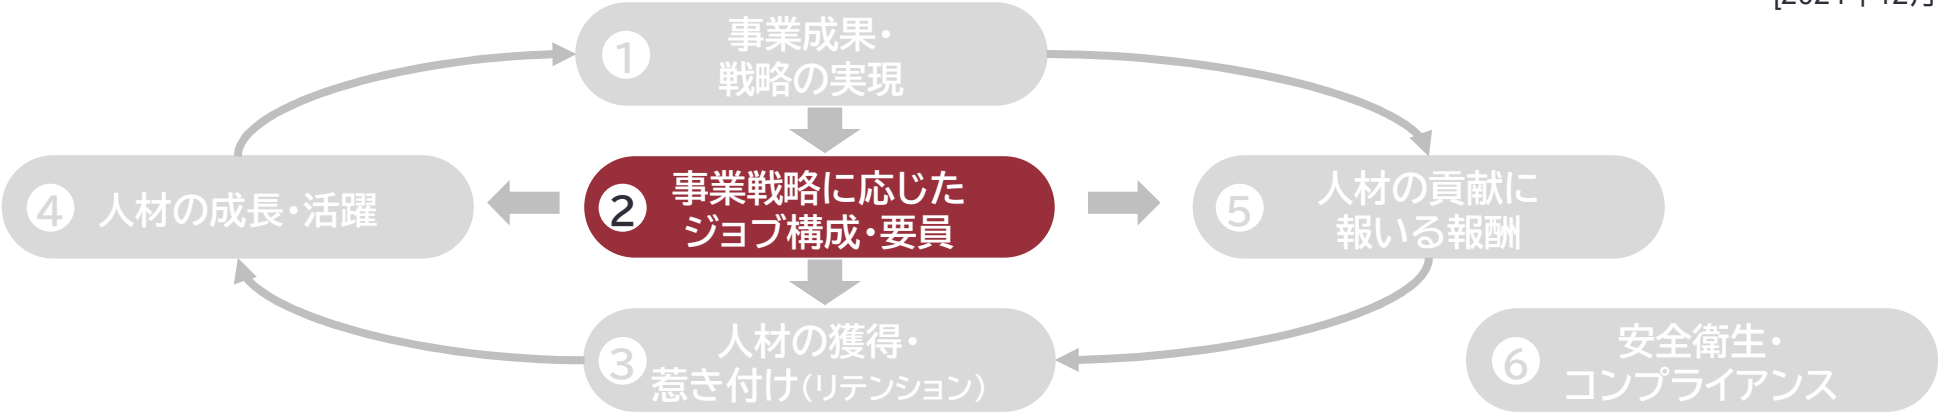 1 事業成果・
戦略の実現
4 人材の成長・活躍
2 事業戦略に応じた
ジョブ構成・要員
5 人材の貢献に
報いる報酬
3 人材の獲得・
惹き付け(リテンション)
6 安全衛生・
コンプライアンス